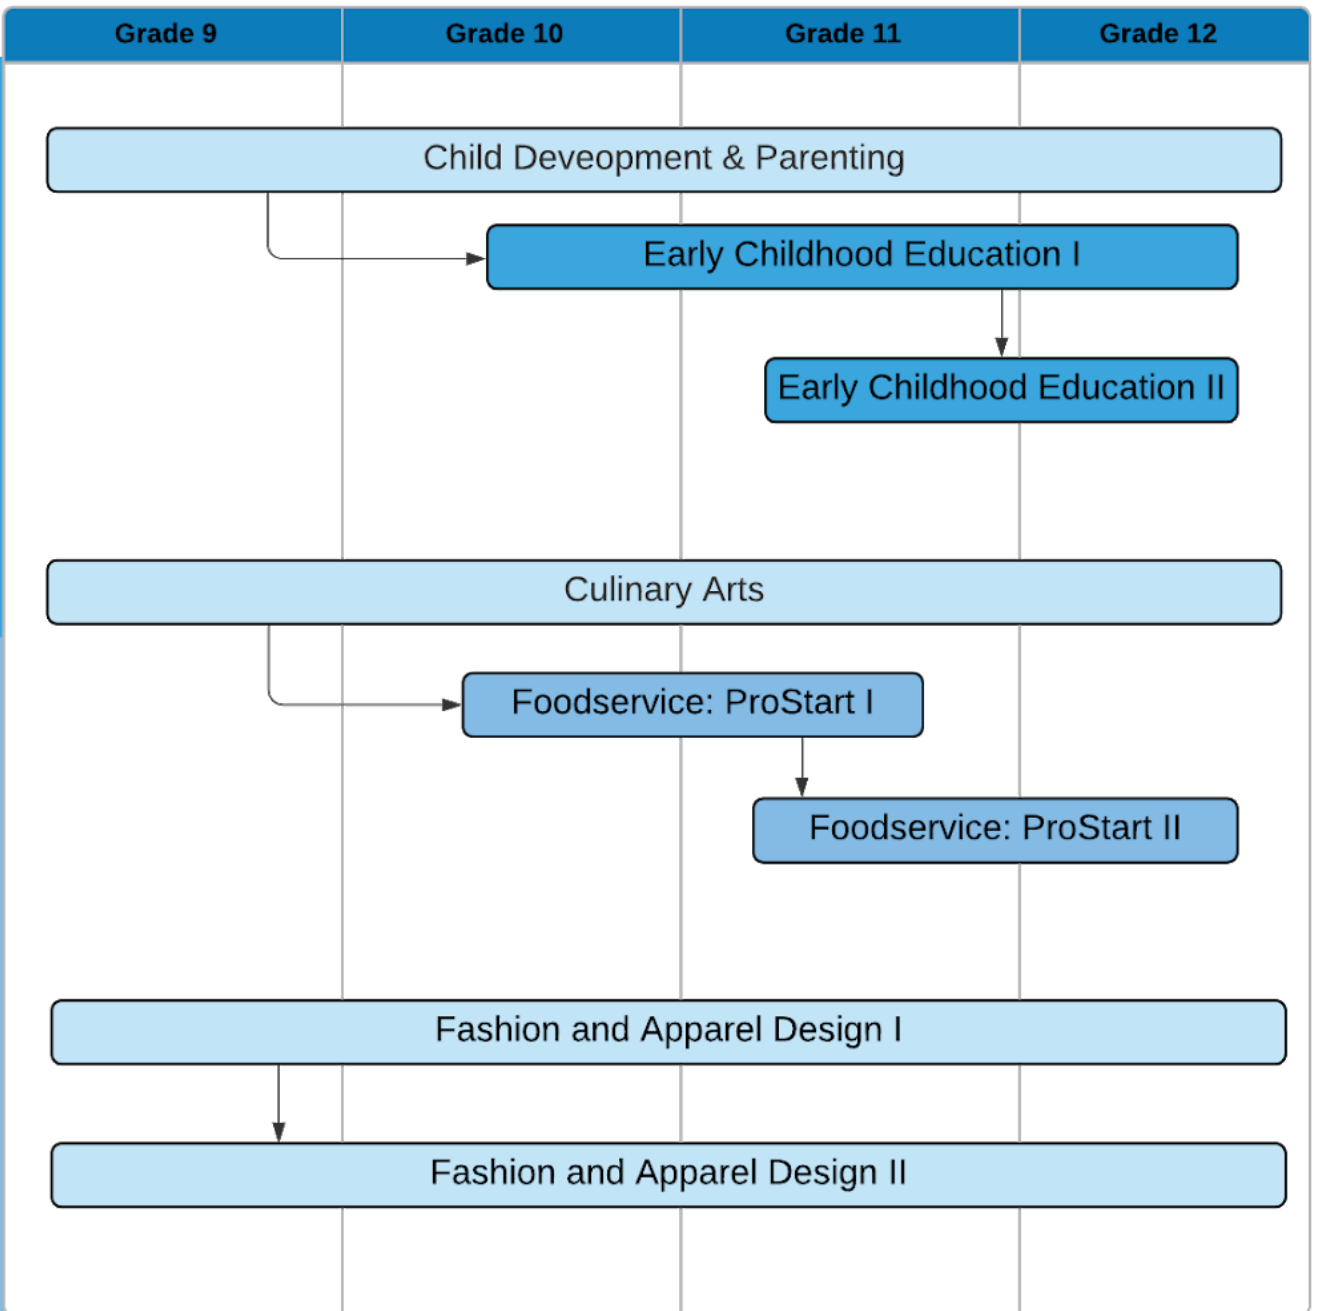 Grade 9
Grade 10
Grade 11
Grade 12
Child Deveopment & Parenting
Early Childhood Education I
Early Childhood Education II
Culinary Arts
Foodservice: ProStart I
Foodservice: ProStart II
Fashion and Apparel Design I
Fashion and Apparel Design II